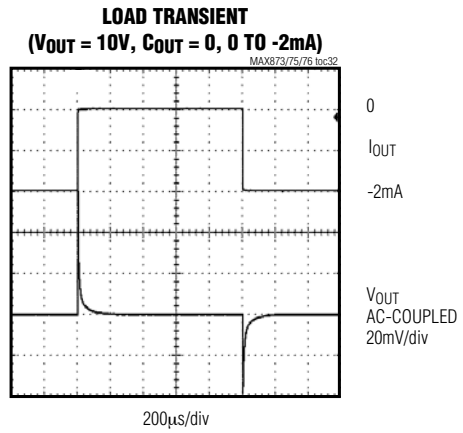 LOAD TRANSIENT
(VOUT = 10V, COUT = 0, 0 TO -2mA)
MAX873/75/76 toc32
0
IOUT
-2mA
VOUT
AC-COUPLED
20mV/div
200μs/div